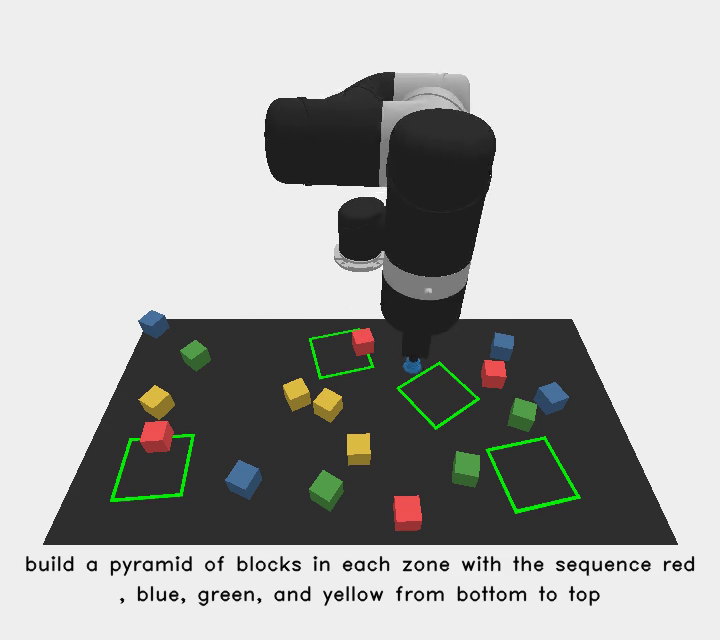 build a pyramid of blocks in each zone with the sequence red
, blue, green, and yellow from bottom to top